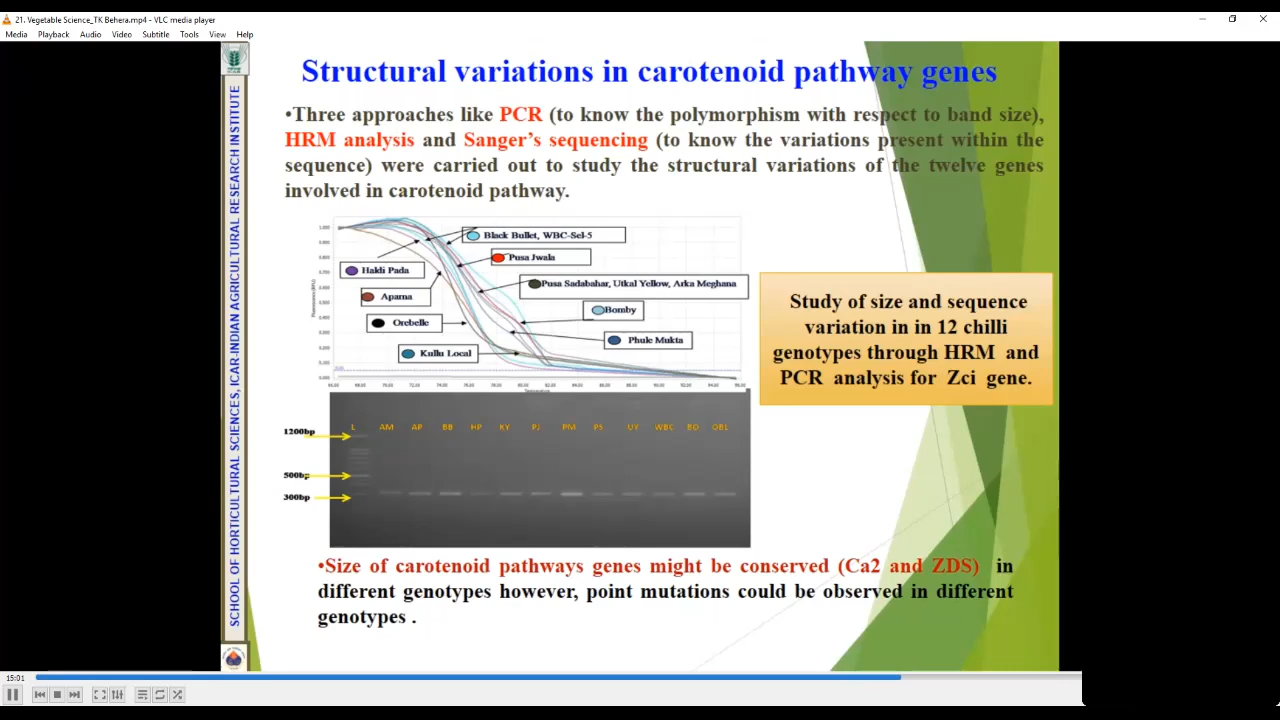 21. Vegetable Science_TK Behera.mp4 - VLC media player
Media Playback Audio Video Subtitle Tools View Help
SCHOOL OF HORTICULTURAL SCIENCES, ICAR-INDIAN AGRICULTURAL RESEARCH INSTITUTE
Structural variations in carotenoid pathway genes
•Three approaches like PCR (to know the polymorphism with respect to band size),
HRM analysis and Sanger's sequencing (to know the variations present within the
sequence) were carried out to study the structural variations of the twelve genes
involved in carotenoid pathway.
Black Bullet, WBC-Sel-5
Pusa Jwala
Haldi Pada
Pusa Sadabahar, Utkal Yellow, Arka Meghana
Aparna
Bomby
Orebelle
Phule Mukta
Kullu Local
Study of size and sequence
variation in in 12 chilli
genotypes through HRM and
PCR analysis for Zci gene.
L AM AP BB HP KY PJ PM PS UY WBC BO OBL
1200bp
500bp
300bp
•Size of carotenoid pathways genes might be conserved (Ca2 and ZDS) in
different genotypes however, point mutations could be observed in different
genotypes .
15:01